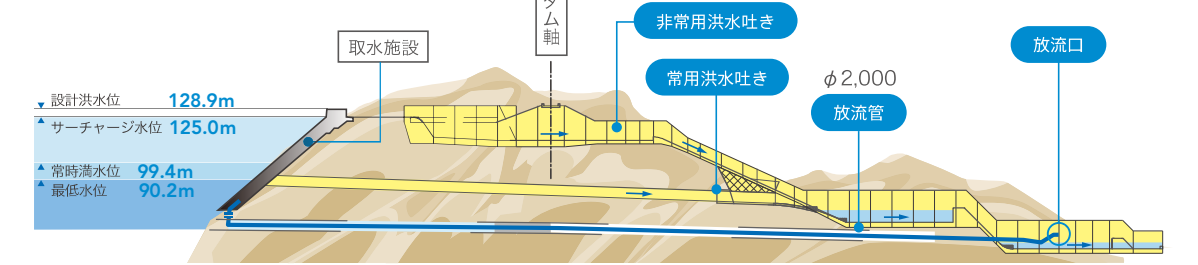 ダム軸
非常用洪水吐き
取水施設
放流口
常用洪水吐き
φ2,000
放流管
設計洪水位 128.9m
サーチャージ水位 125.0m
常時満水位 99.4m
最低水位 90.2m